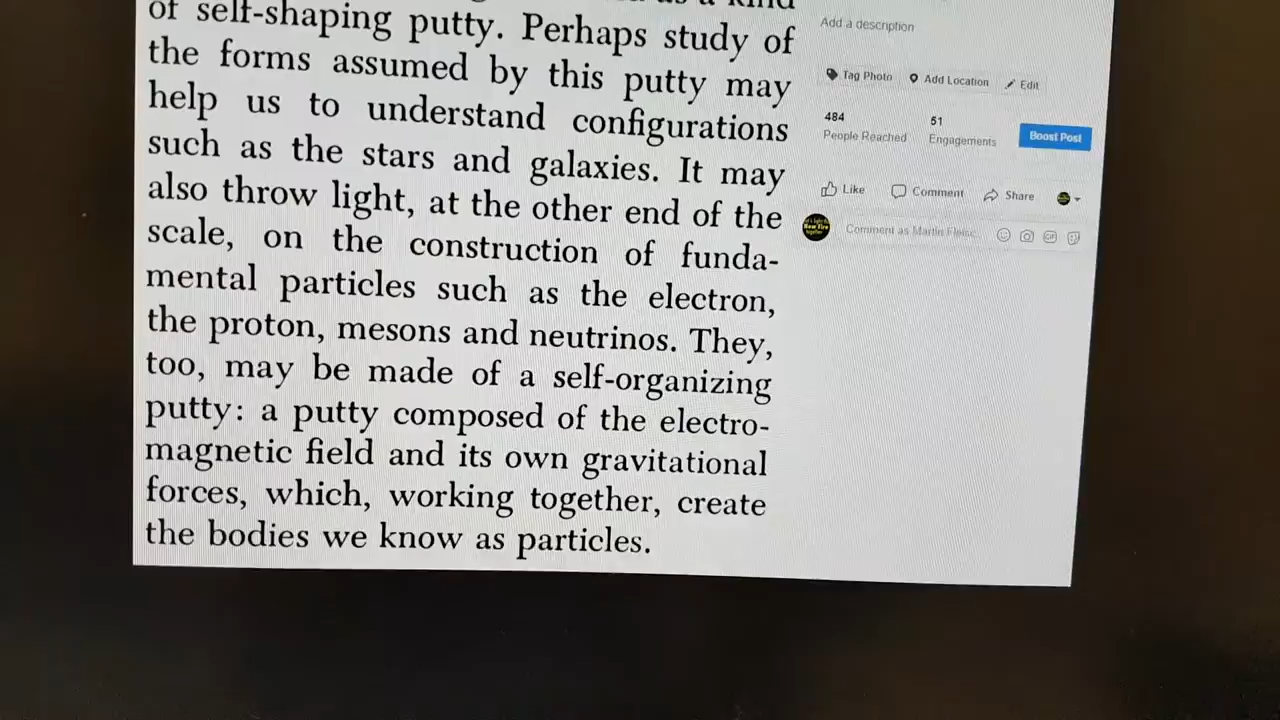 of self-shaping putty. Perhaps study of
the forms assumed by this putty may
help us to understand configurations
such as the stars and galaxies. It may
also throw light, at the other end of the
scale, on the construction of funda-
mental particles such as the electron,
the proton, mesons and neutrinos. They,
too, may be made of a self-organizing
putty: a putty composed of the electro-
magnetic field and its own gravitational
forces, which, working together, create
the bodies we know as particles.
Add a description
Tag Photo Add Location Edit
484 51
People Reached Engagements Boost Post
Like Comment Share
Comment as Martin